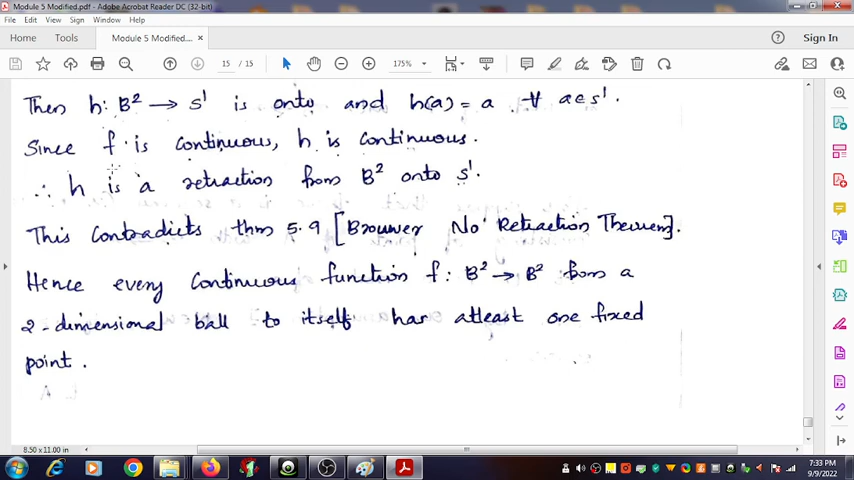 Module 5 Modified.pdf - Adobe Acrobat Reader DC (32-bit)
File Edit View Sign Window Help
Home Tools Module 5 Modified.... × Sign In
15 / 15 175%
Then h: B² → S' is onto and h(a) = a ∀ a∈s'.
Since f is continuous, h is continuous.
∴ h is a retraction from B² onto S'.
This Contradicts thm 5.9 [Brouwer No Retraction Theorem].
Hence every Continuous function f: B² → B² from a
2-dimensional ball to itself has atleast one fixed
point.
8.50 x 11.00 in
7:33 PM
9/9/2022